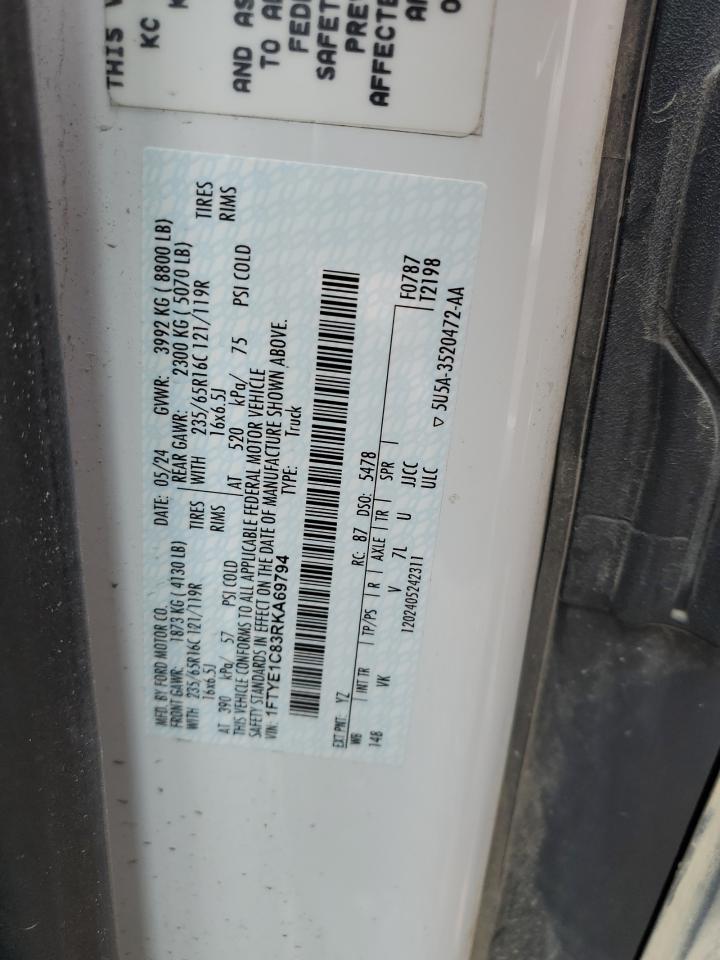 THIS V
KC K
AND AS
TO AL
FEDE
SAFET
PREV
AFFECTE
AN
MFD. BY FORD MOTOR CO. DATE: 05/24 GVWR: 3992 KG ( 8800 LB)
FRONT GAWR: 1873 KG ( 4130 LB) REAR GAWR: 2300 KG ( 5070 LB)
WITH 235/65R16C 121/119R TIRES WITH 235/65R16C 121/119R TIRES
16x6.5J RIMS 16x6.5J RIMS
AT 390 kPa/ 57 PSI COLD AT 520 kPa/ 75 PSI COLD
THIS VEHICLE CONFORMS TO ALL APPLICABLE FEDERAL MOTOR VEHICLE
SAFETY STANDARDS IN EFFECT ON THE DATE OF MANUFACTURE SHOWN ABOVE.
VIN: 1FTYE1C83RKA69794 TYPE: Truck
EXT PNT: YZ RC: 87 DSO: 5478
WB INT TR TP/PS R AXLE TR SPR F0787
148 VK V 7L U JJCC T2198
120240524231 1 ULC
5U5A-3520472-AA